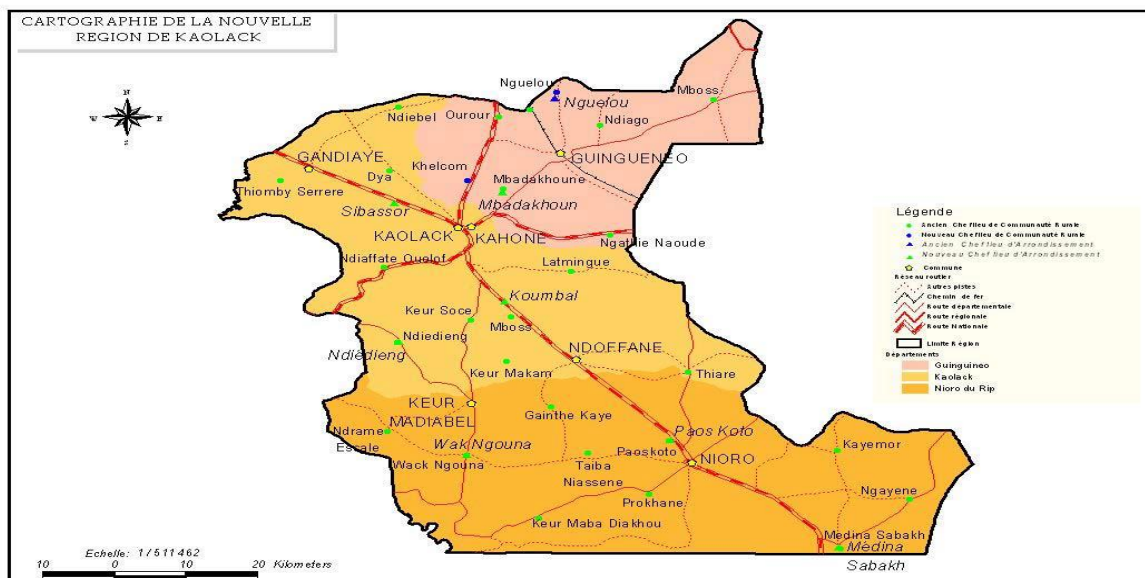 CARTOGRAPHIE DE LA NOUVELLE
REGION DE KAOLACK
N
W E
S
Nguelou
Nguelou
Mboss
Ndiebel
Ourour
Ndiago
GANDIAYE
GUINGUENEO
Khelcom
Dya
Mbadakhoune
Thiomby Serrere
Sibassor
Mbadakhoun
KAOLACK
KAHONE
Ngathie Naoude
Ndiaffate Ouolof
Latmingue
Koumbal
Keur Soce
Mboss
Ndiedieng
Ndiedieng
NDOFFANE
Keur Makam
Thiare
KEUR
MADIABEL
Gainthe Kaye
Ndrame
Escale
Wak Ngouna
Paos Koto
Kayemor
Wack Ngouna
Taiba
Niassene
Paoskoto
NIORO
Prokhane
Ngayene
Keur Maba Diakhou
Medina Sabakh
Medina
Sabakh
Echelle: 1/511462
10 0 10 20 Kilometers
Légende
Ancien Chef lieu de Communauté Rurale
Nouveau Chef lieu de Communauté Rurale
Ancien Chef lieu d'Arrondissement
Nouveau Chef lieu d'Arrondissement
Commune
Réseau routier
Autres pistes
Chemin de fer
Route départementale
Route régionale
Route Nationale
Limite Région
Départements
Guinguineo
Kaolack
Nioro du Rip